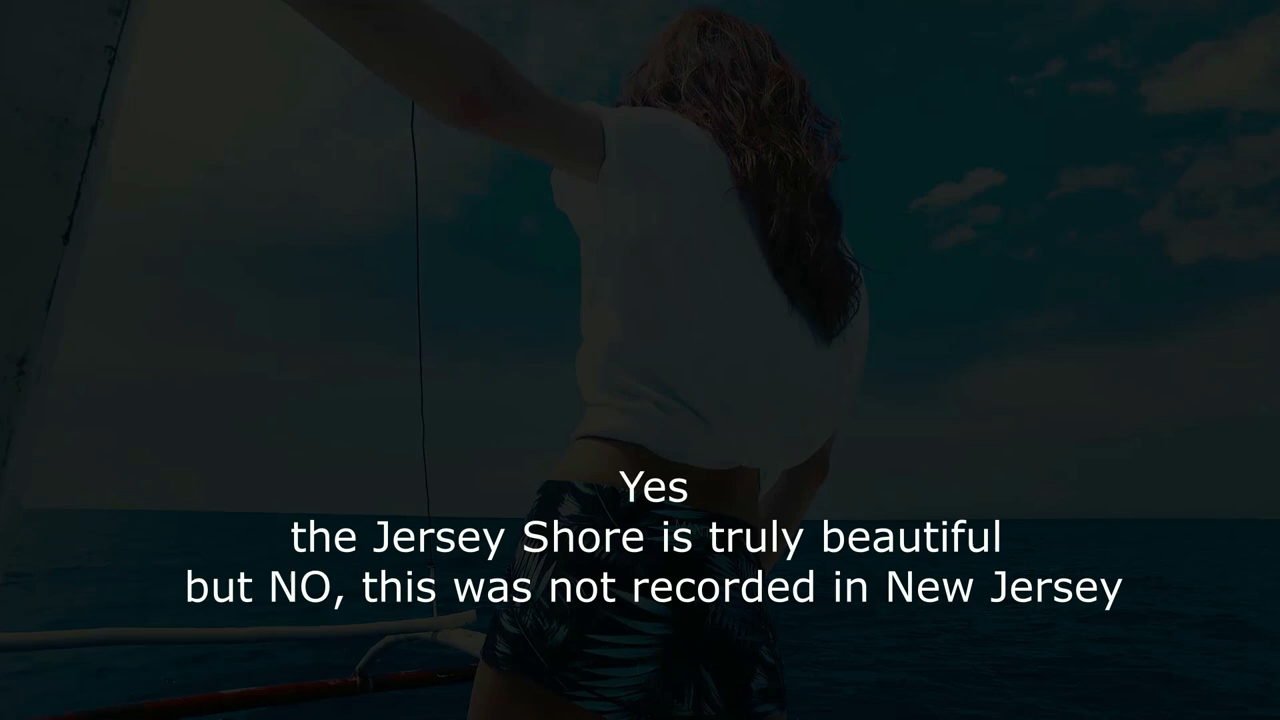 Yes
the Jersey Shore is truly beautiful
but NO, this was not recorded in New Jersey